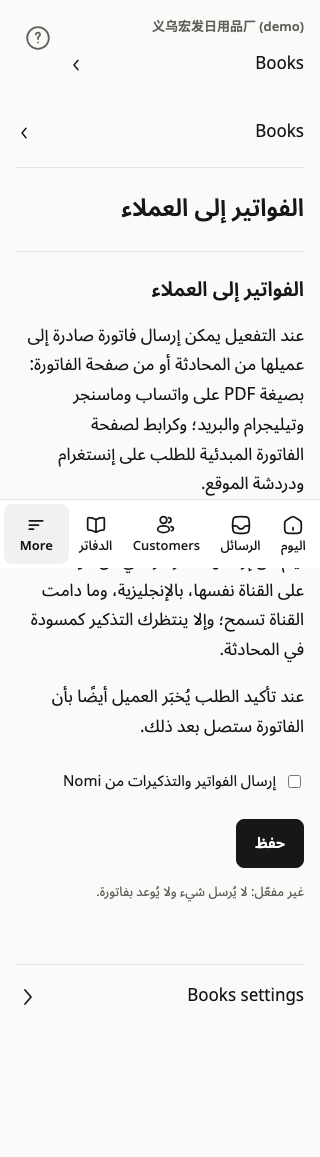 义乌宏发日用品厂 (demo)
Books
Books
الفواتير إلى العملاء
الفواتير إلى العملاء
عند التفعيل يمكن إرسال فاتورة صادرة إلى
عميلها من المحادثة أو من صفحة الفاتورة:
بصيغة PDF على واتساب وماسنجر
وتيليجرام والبريد؛ وكرابط لصفحة
الفاتورة المبدئية للطلب على إنستغرام
ودردشة الموقع.
اليوم
الرسائل
Customers
الدفاتر
More
على القناة نفسها، بالإنجليزية، وما دامت
القناة تسمح؛ وإلا ينتظرك التذكير كمسودة
في المحادثة.
عند تأكيد الطلب يُخبَر العميل أيضًا بأن
الفاتورة ستصل بعد ذلك.
إرسال الفواتير والتذكيرات من Nomi
حفظ
غير مفعّل: لا يُرسل شيء ولا يُوعد بفاتورة.
Books settings